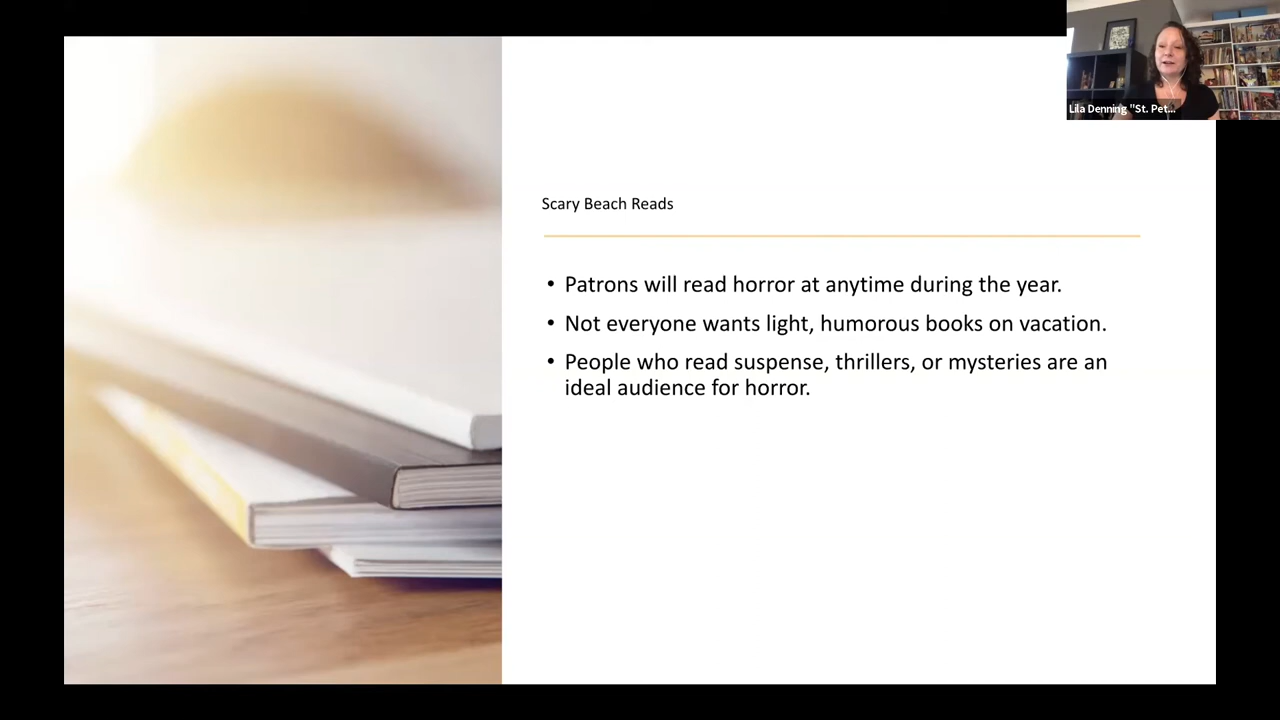 Lila Denning "St. Pet...
Scary Beach Reads
• Patrons will read horror at anytime during the year.
• Not everyone wants light, humorous books on vacation.
• People who read suspense, thrillers, or mysteries are an
ideal audience for horror.